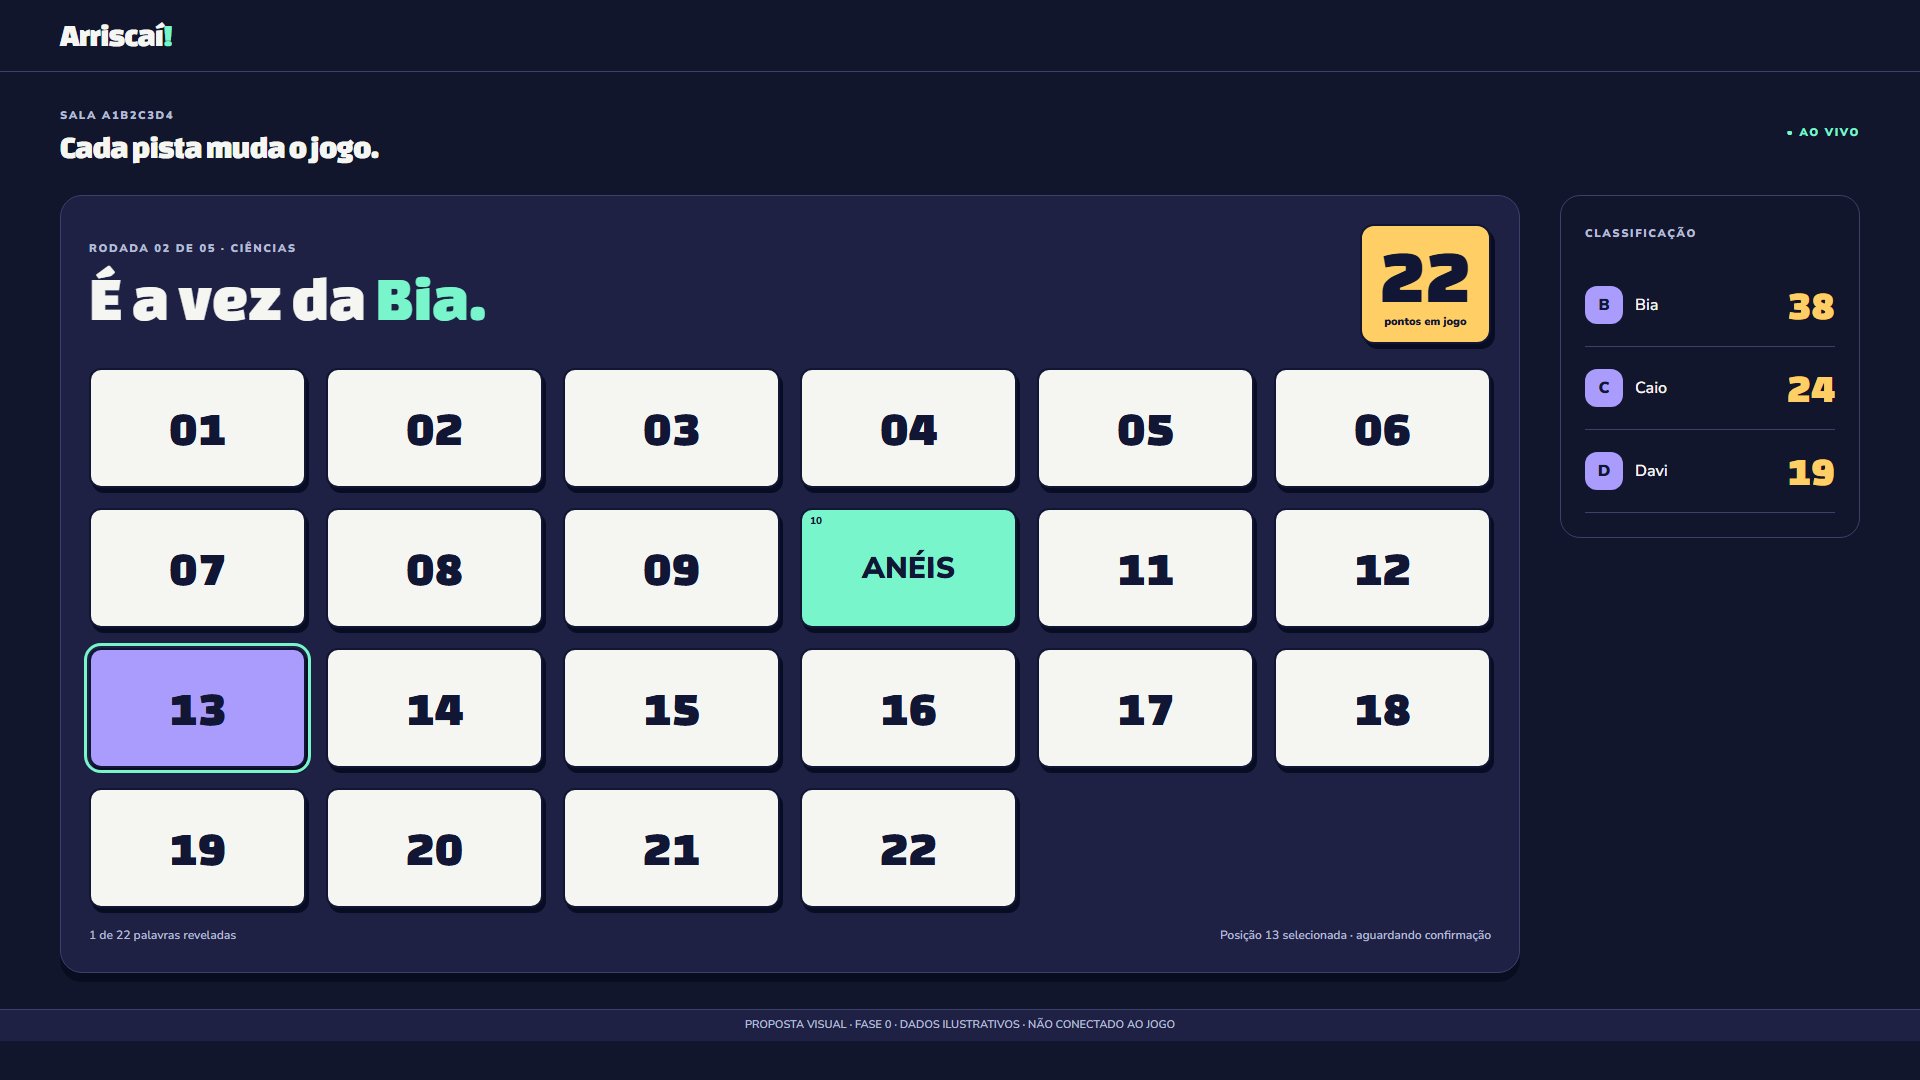 Arriscaí!
SALA A1B2C3D4
Cada pista muda o jogo.
• AO VIVO
RODADA 02 DE 05 · CIÊNCIAS
É a vez da Bia.
22
pontos em jogo
01 02 03 04 05 06
07 08 09 10 ANÉIS 11 12
13 14 15 16 17 18
19 20 21 22
1 de 22 palavras reveladas
Posição 13 selecionada · aguardando confirmação
CLASSIFICAÇÃO
B Bia 38
C Caio 24
D Davi 19
PROPOSTA VISUAL · FASE 0 · DADOS ILUSTRATIVOS · NÃO CONECTADO AO JOGO